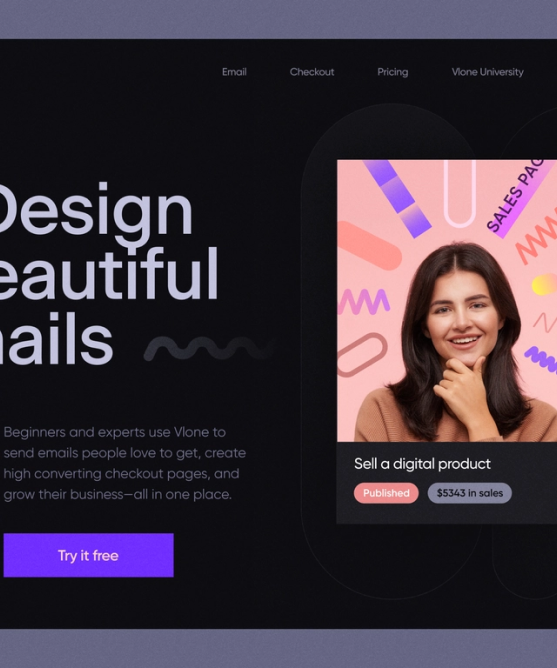 Email Checkout Pricing Vlone University
Design
eautiful
ails
SALES PAG
Beginners and experts use Vlone to
send emails people love to get, create
high converting checkout pages, and
grow their business—all in one place.
Try it free
Sell a digital product
Published $5343 in sales